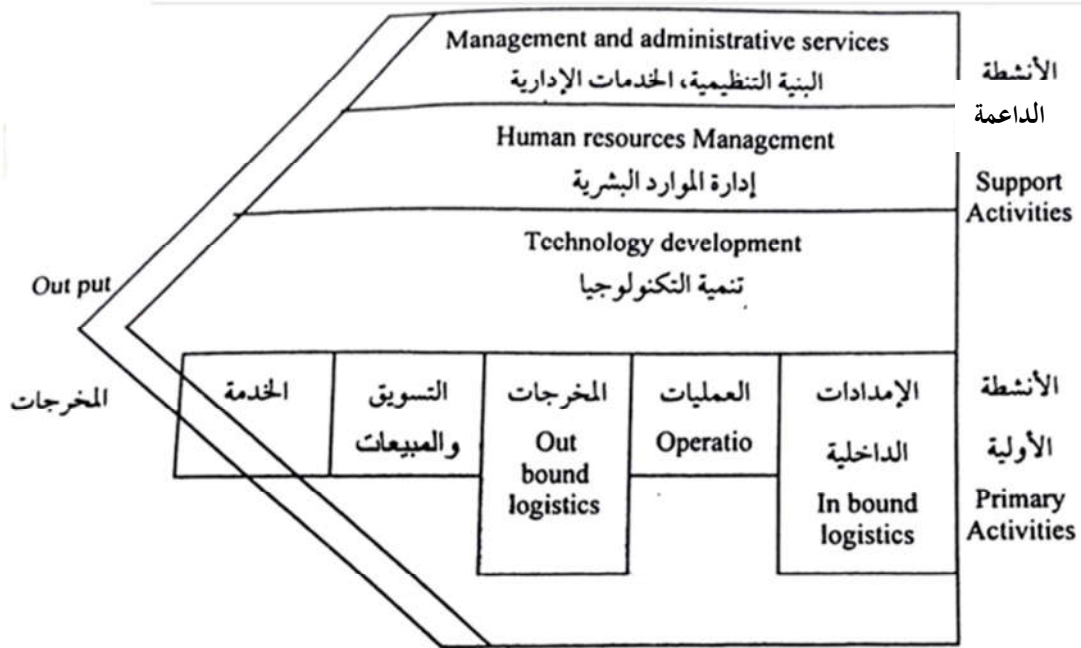 Management and administrative services
البنية التنظيمية، الخدمات الإدارية
الأنشطة
الداعمة
Human resources Management
إدارة الموارد البشرية
Support
Activities
Technology development
تنمية التكنولوجيا
Out put
المخرجات
الأنشطة
الأولية
Primary
Activities
الإمدادات
الداخلية
In bound
logistics
العمليات
Operatio
المخرجات
Out
bound
logistics
التسويق
والمبيعات
الخدمة